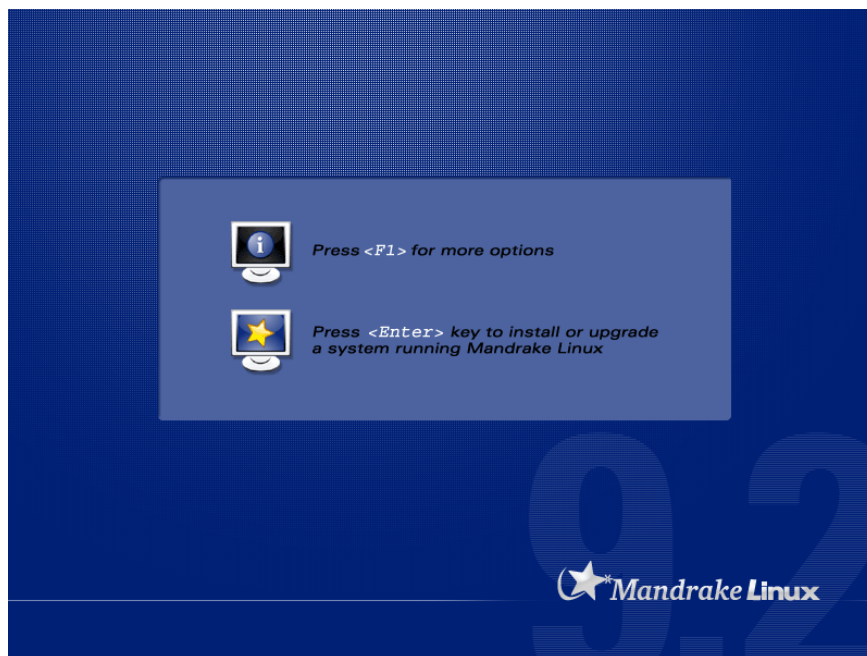 Press <F1> for more options
Press <Enter> key to install or upgrade
a system running Mandrake Linux
9.2
Mandrake Linux